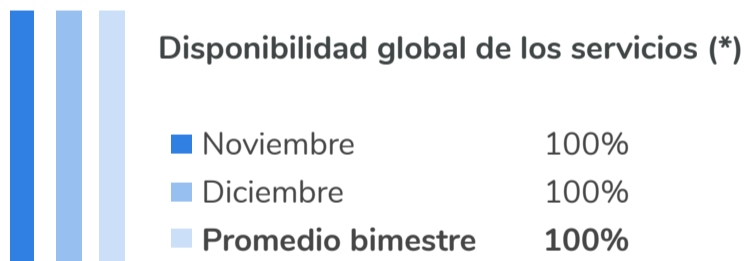 Disponibilidad global de los servicios (*)
Noviembre 100%
Diciembre 100%
Promedio bimestre 100%